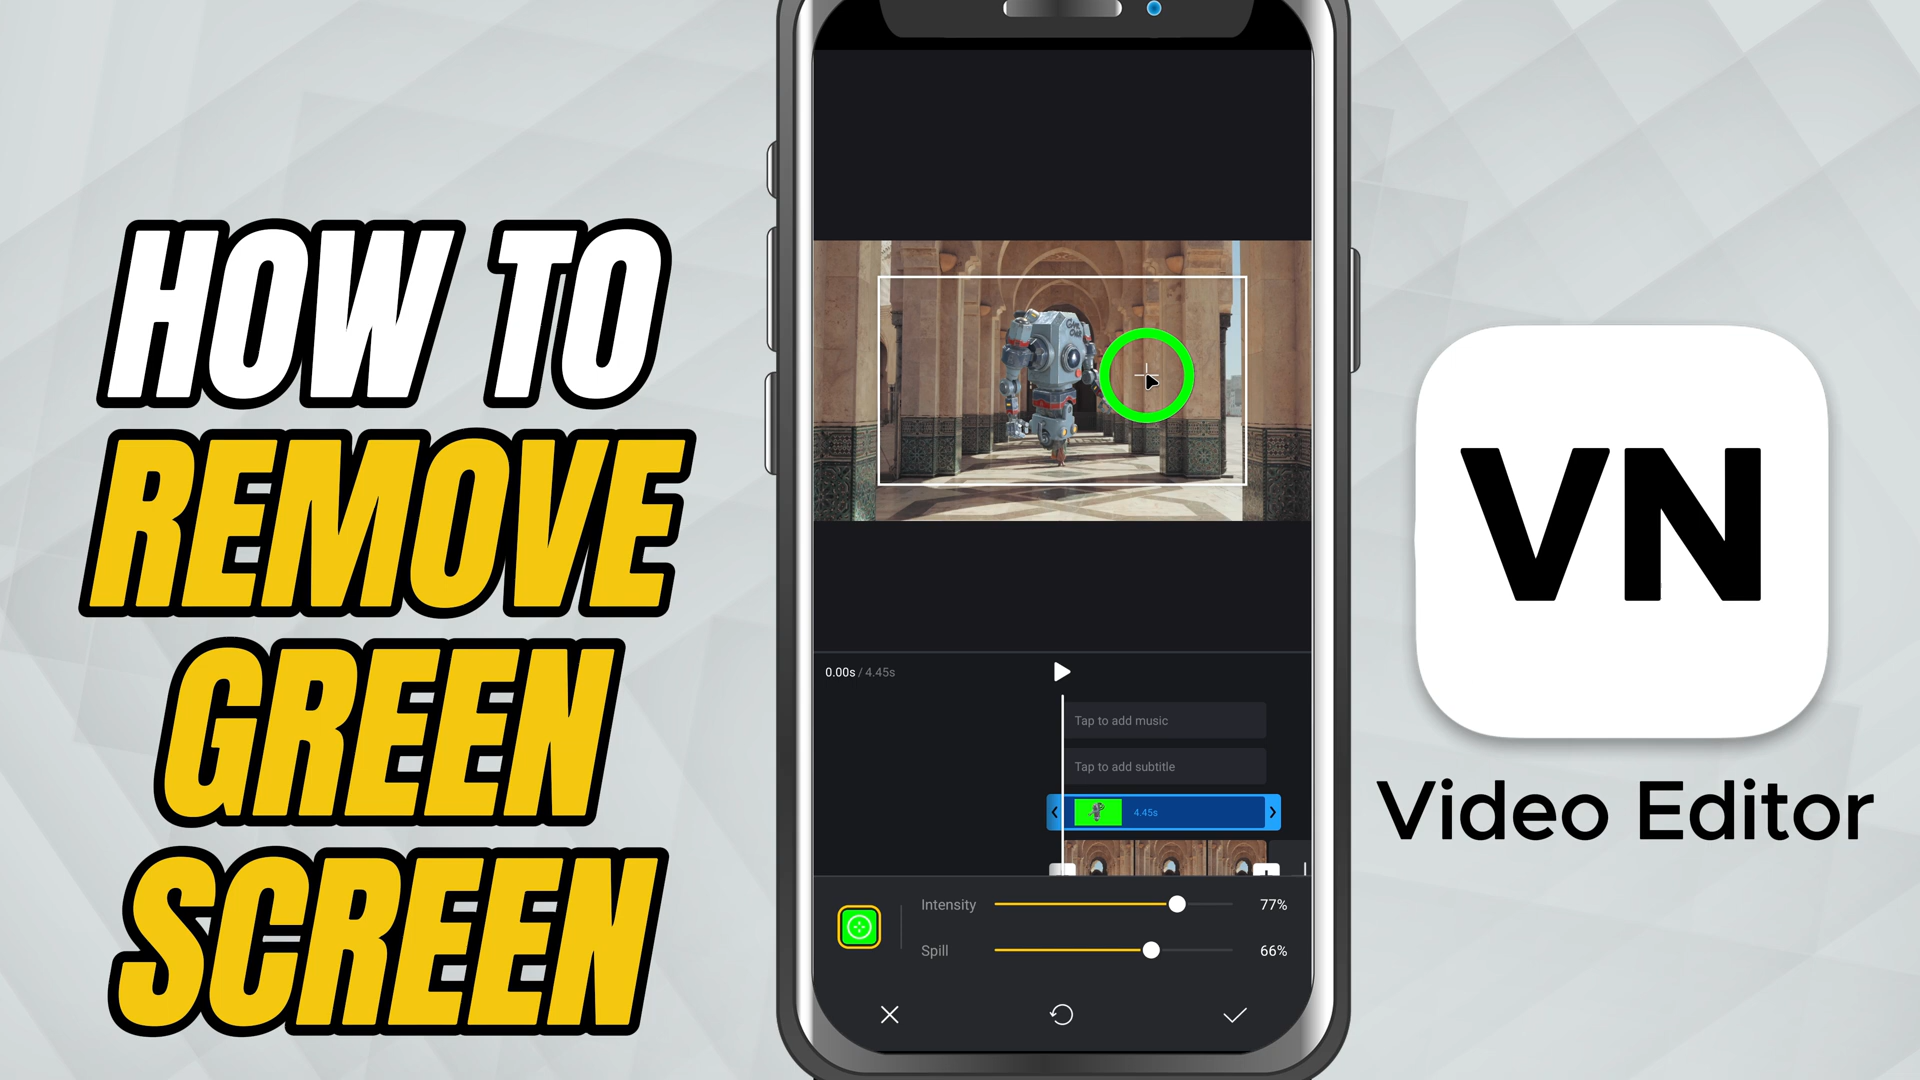 HOW TO
REMOVE
GREEN
SCREEN
0.00s / 4.45s
Tap to add music
Tap to add subtitle
4.45s
Intensity
77%
Spill
66%
VN
Video Editor